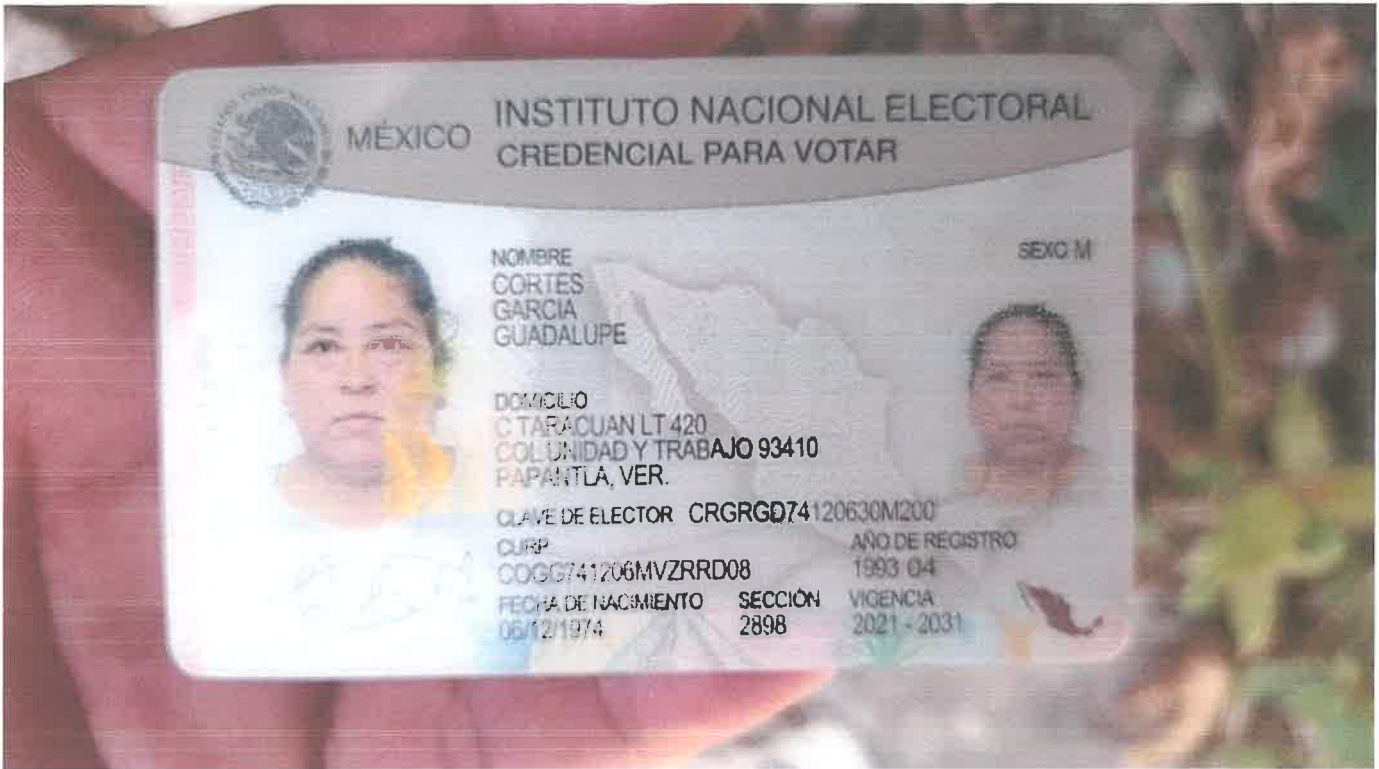 MÉXICO
INSTITUTO NACIONAL ELECTORAL
CREDENCIAL PARA VOTAR
NOMBRE
CORTES
GARCIA
GUADALUPE
SEXO M
DOMICILIO
C TARACUAN LT 420
COL UNIDAD Y TRABAJO 93410
PAPANTLA, VER.
CLAVE DE ELECTOR CRGRGD74120630M200
CURP
COGG741206MVZRRD08
AÑO DE REGISTRO
1993 04
FECHA DE NACIMIENTO
06/12/1974
SECCIÓN
2898
VIGENCIA
2021 - 2031